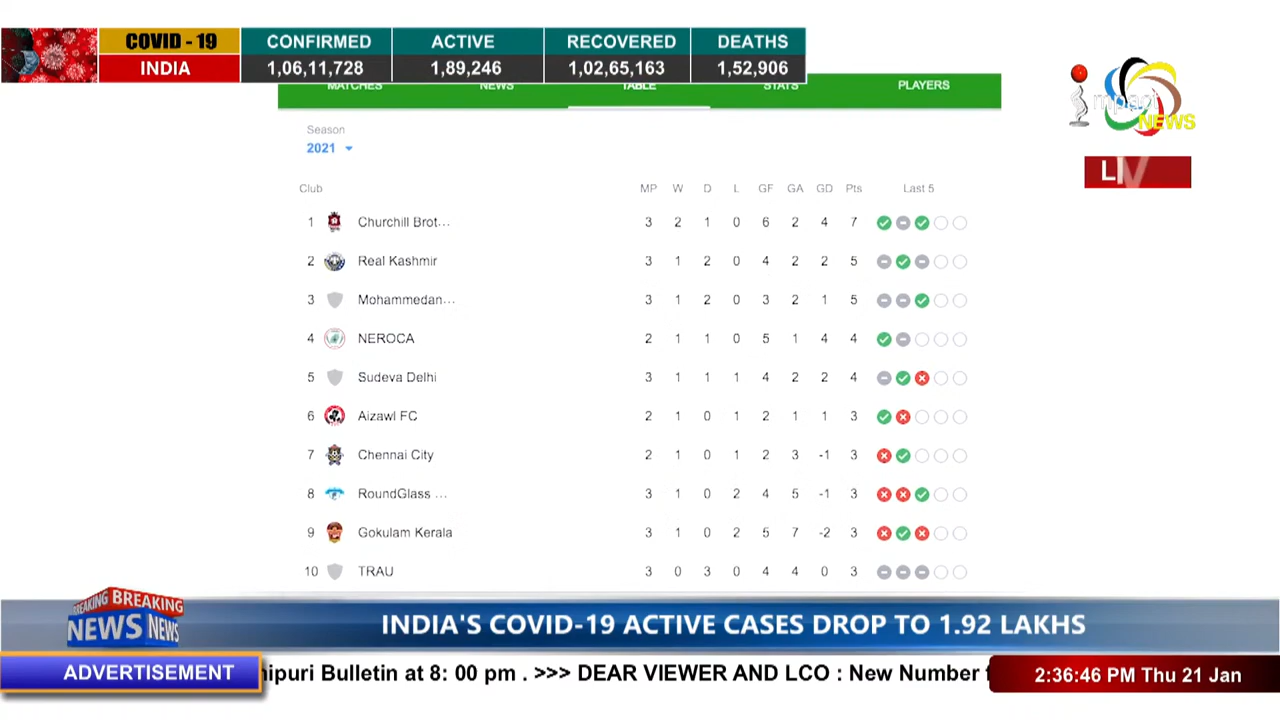 COVID - 19 CONFIRMED ACTIVE RECOVERED DEATHS
INDIA 1,06,11,728 1,89,246 1,02,65,163 1,52,906
MATCHES NEWS TABLE STATS PLAYERS
impact
NEWS
LIV
Season
2021
Club MP W D L GF GA GD Pts Last 5
1 Churchill Brot... 3 2 1 0 6 2 4 7
2 Real Kashmir 3 1 2 0 4 2 2 5
3 Mohammedan... 3 1 2 0 3 2 1 5
4 NEROCA 2 1 1 0 5 1 4 4
5 Sudeva Delhi 3 1 1 1 4 2 2 4
6 Aizawl FC 2 1 0 1 2 1 1 3
7 Chennai City 2 1 0 1 2 3 -1 3
8 RoundGlass ... 3 1 0 2 4 5 -1 3
9 Gokulam Kerala 3 1 0 2 5 7 -2 3
10 TRAU 3 0 3 0 4 4 0 3
BREAKING BREAKING
NEWS NEWS
INDIA'S COVID-19 ACTIVE CASES DROP TO 1.92 LAKHS
ADVERTISEMENT
hipuri Bulletin at 8: 00 pm . >>> DEAR VIEWER AND LCO : New Number f
2:36:46 PM Thu 21 Jan